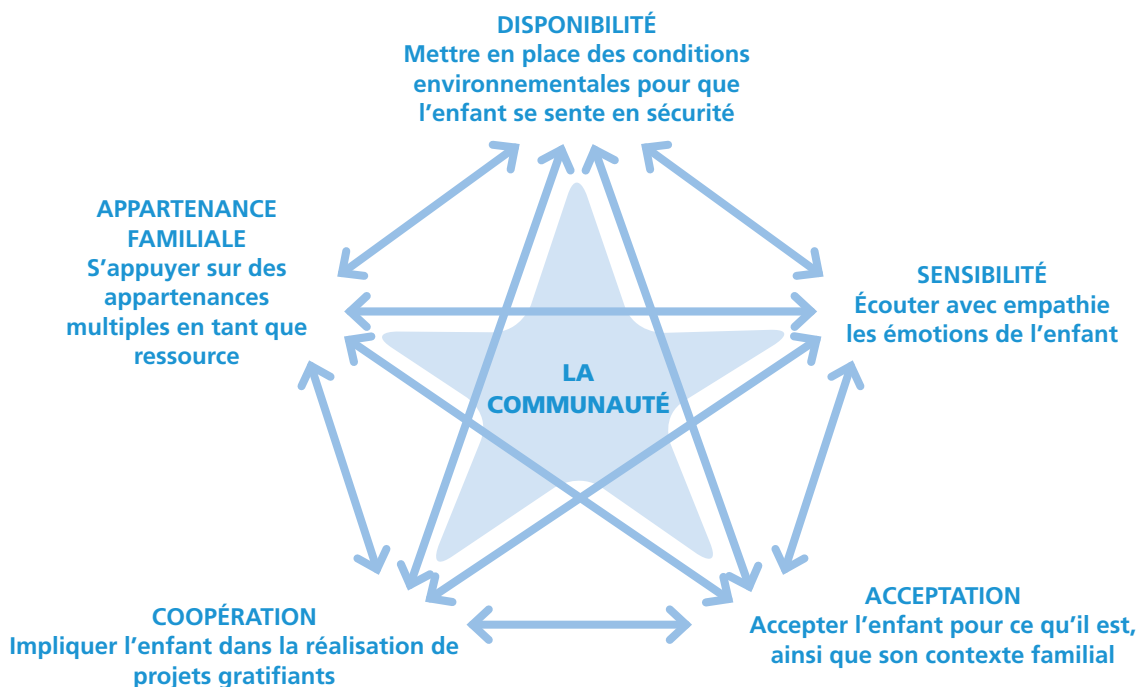 DISPONIBILITÉ
Mettre en place des conditions
environnementales pour que
l’enfant se sente en sécurité
APPARTENANCE
FAMILIALE
S’appuyer sur des
appartenances
multiples en tant que
ressource
SENSIBILITÉ
Écouter avec empathie
les émotions de l’enfant
LA
COMMUNAUTÉ
COOPÉRATION
Impliquer l’enfant dans la réalisation de
projets gratifiants
ACCEPTATION
Accepter l’enfant pour ce qu’il est,
ainsi que son contexte familial